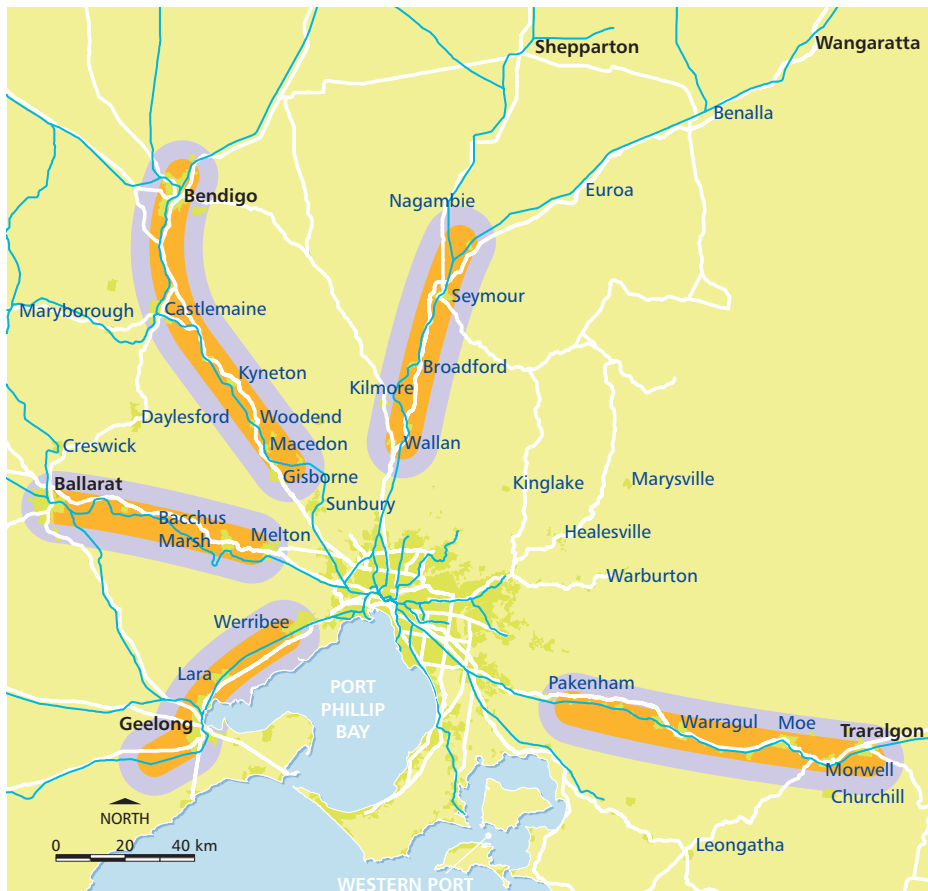 Shepparton
Wangaratta
Benalla
Bendigo
Euroa
Nagambie
Seymour
Maryborough
Castlemaine
Broadford
Kyneton
Kilmore
Daylesford
Woodend
Creswick
Macedon
Wallan
Gisborne
Ballarat
Kinglake
Marysville
Sunbury
Bacchus
Marsh
Melton
Healesville
Warburton
Werribee
Lara
PORT
PHILLIP
BAY
Pakenham
Geelong
Warragul
Moe
Traralgon
Morwell
Churchill
NORTH
0 20 40 km
Leongatha
WESTERN PORT